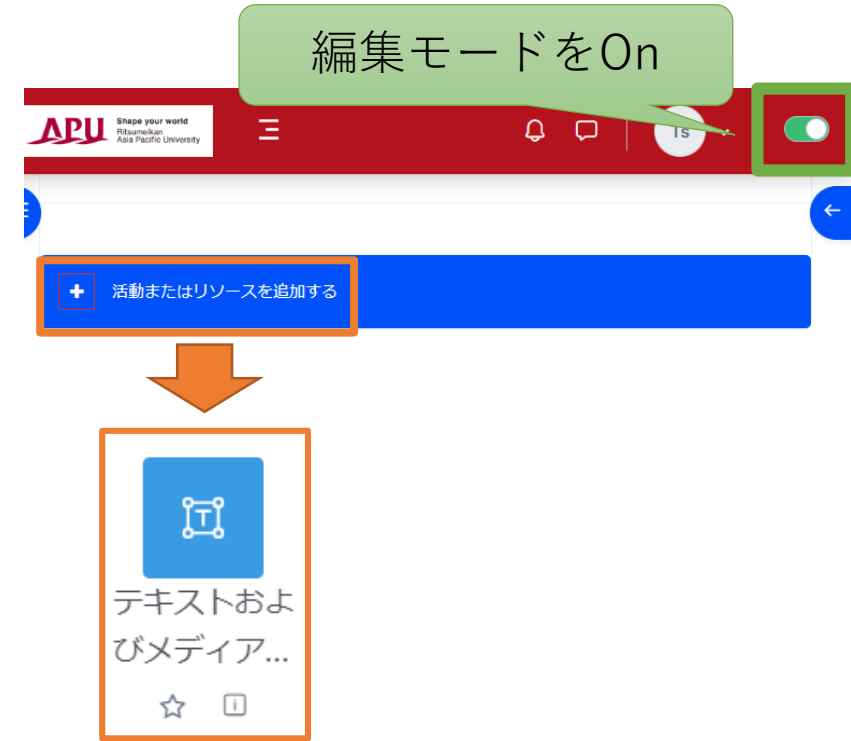 編集モードをOn
APU
Shape your world
Ritsumeikan
Asia Pacific University
Ts
活動またはリソースを追加する
テキストおよ
びメディア...